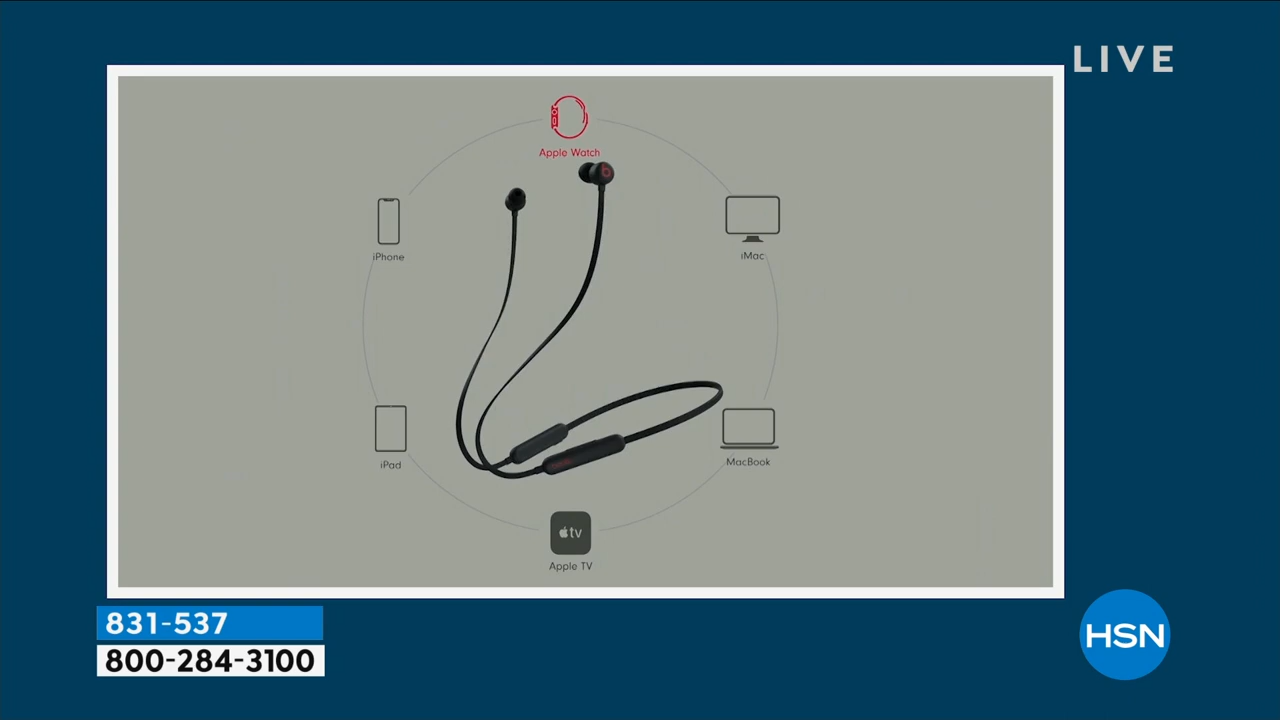 LIVE
Apple Watch
iPhone
iMac
iPad
MacBook
tv
Apple TV
831-537
800-284-3100
HSN